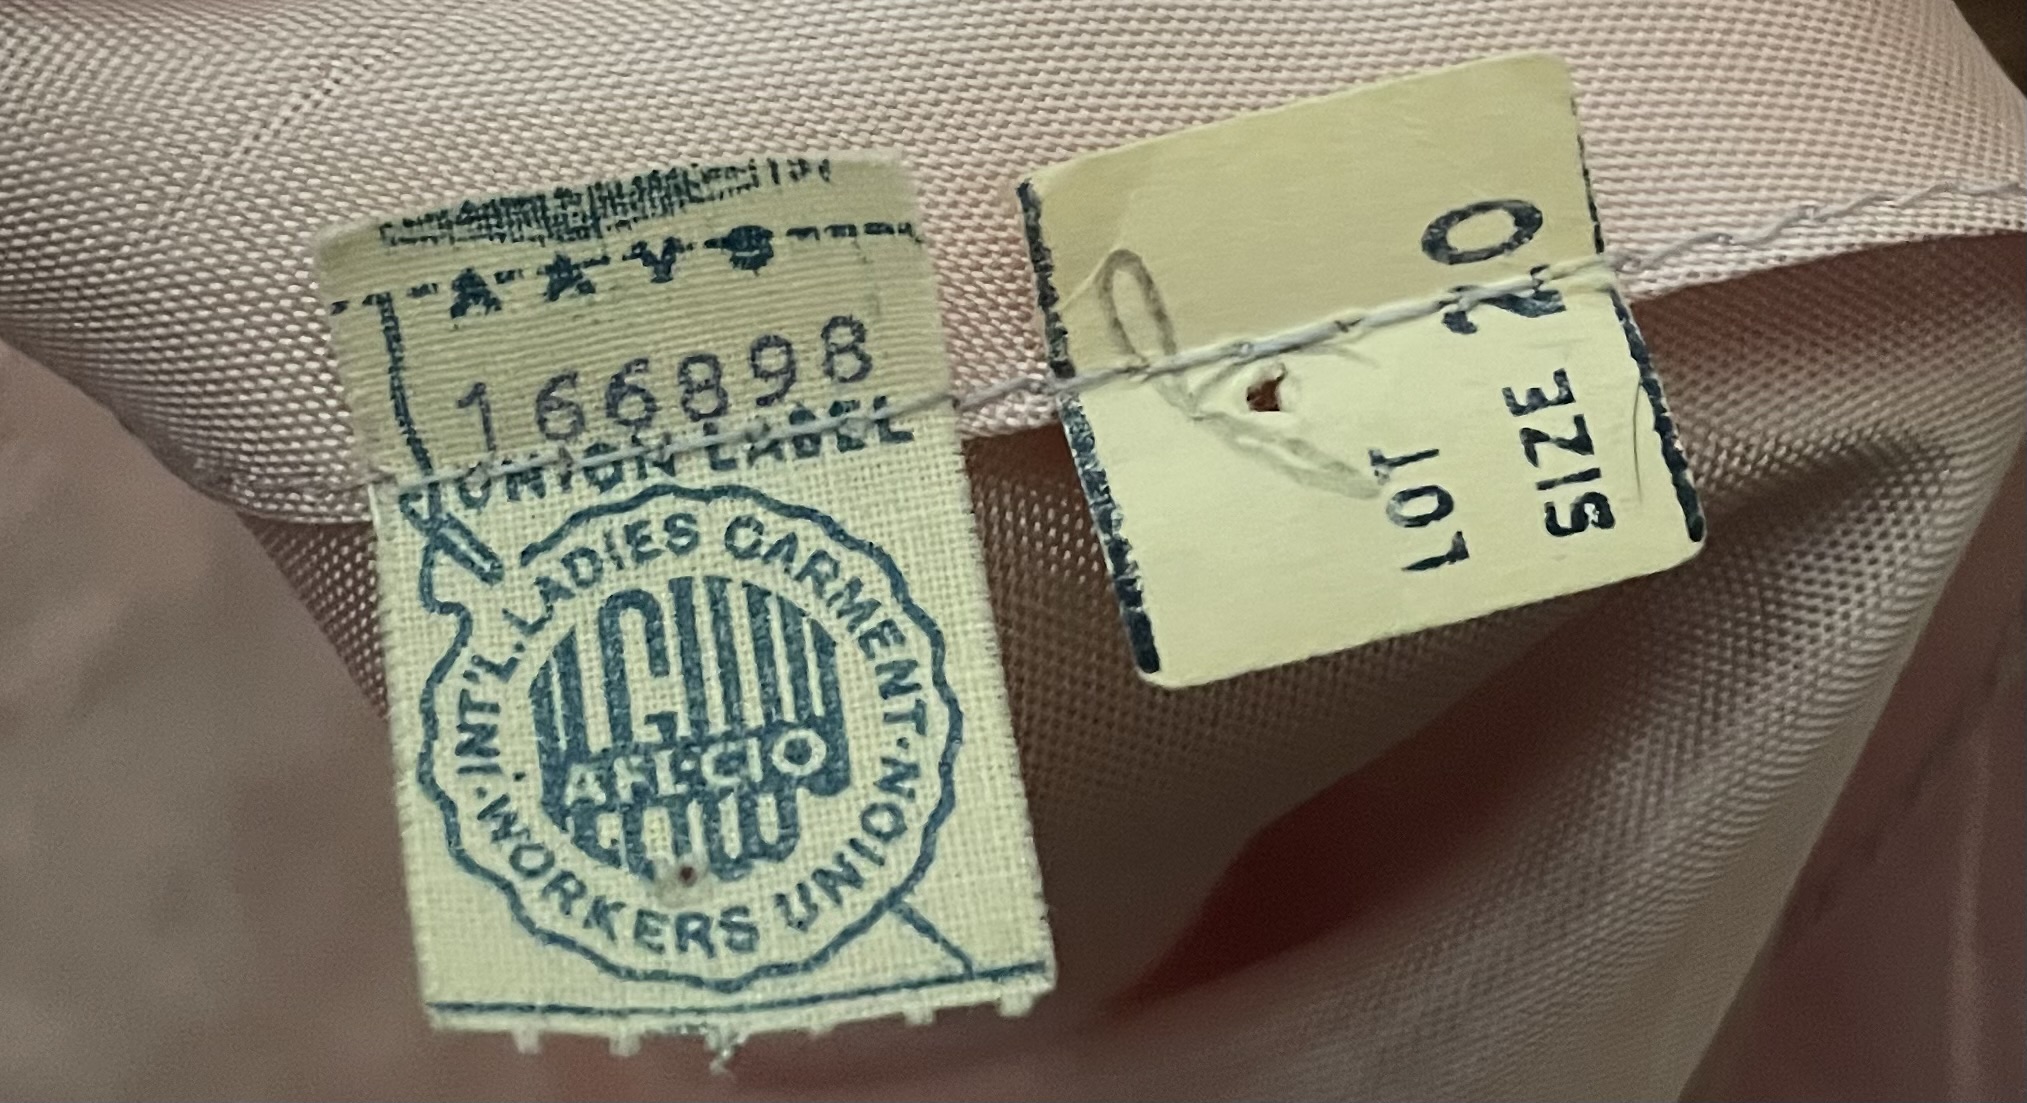 166898
UNION LABEL
INT'L. LADIES GARMENT
ILGWU
AFL CIO
· WORKERS UNION ·
LOT
SIZE 20